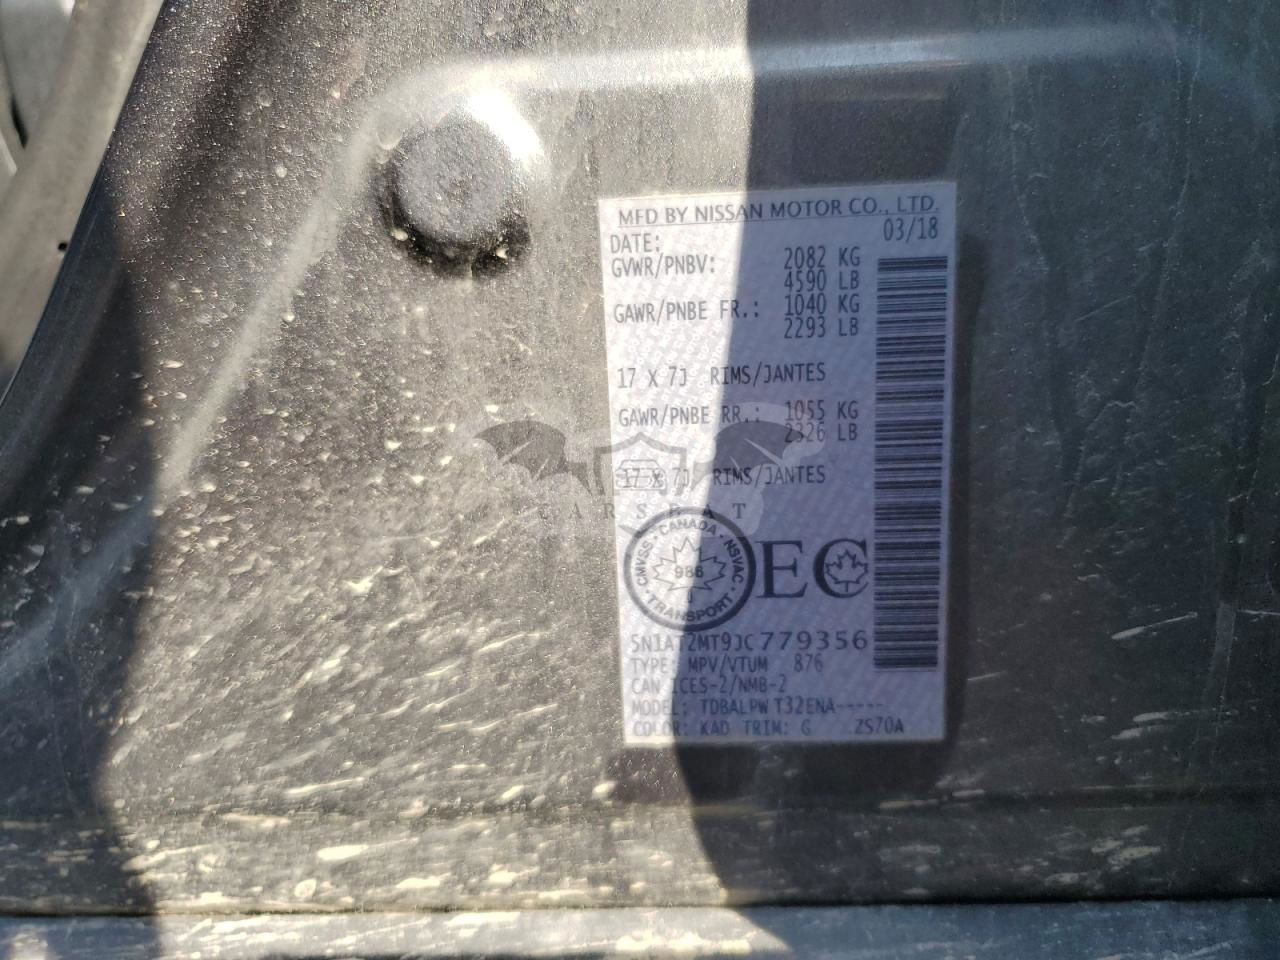 MFD BY NISSAN MOTOR CO., LTD.
DATE: 03/18
GVWR/PNBV: 2082 KG
4590 LB
GAWR/PNBE FR.: 1040 KG
2293 LB
17 X 7J RIMS/JANTES
GAWR/PNBE RR.: 1055 KG
2326 LB
17 X 7J RIMS/JANTES
CARSBAT
CMVSS • CANADA • NSVAC • TRANSPORT •
986
EC
5N1AT2MT9JC779356
TYPE: MPV/VTUM 876
CAN ICES-2/NMB-2
MODEL: TDBALPW T32ENA-----
COLOR: KAD TRIM: G ZS70A